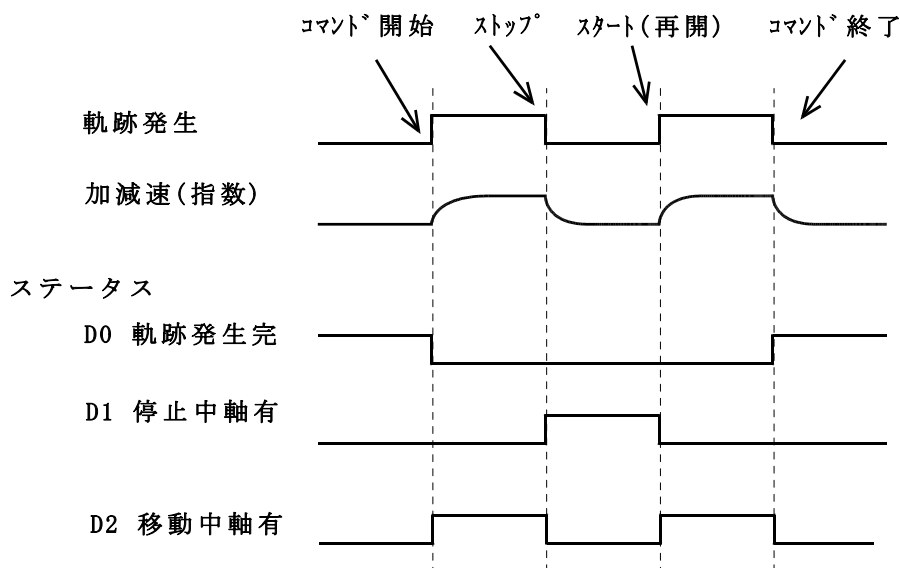 ｺﾏﾝﾄﾞ開始 ｽﾄｯﾌﾟ ｽﾀｰﾄ(再開) ｺﾏﾝﾄﾞ終了
軌跡発生
加減速(指数)
ステータス
D0 軌跡発生完
D1 停止中軸有
D2 移動中軸有